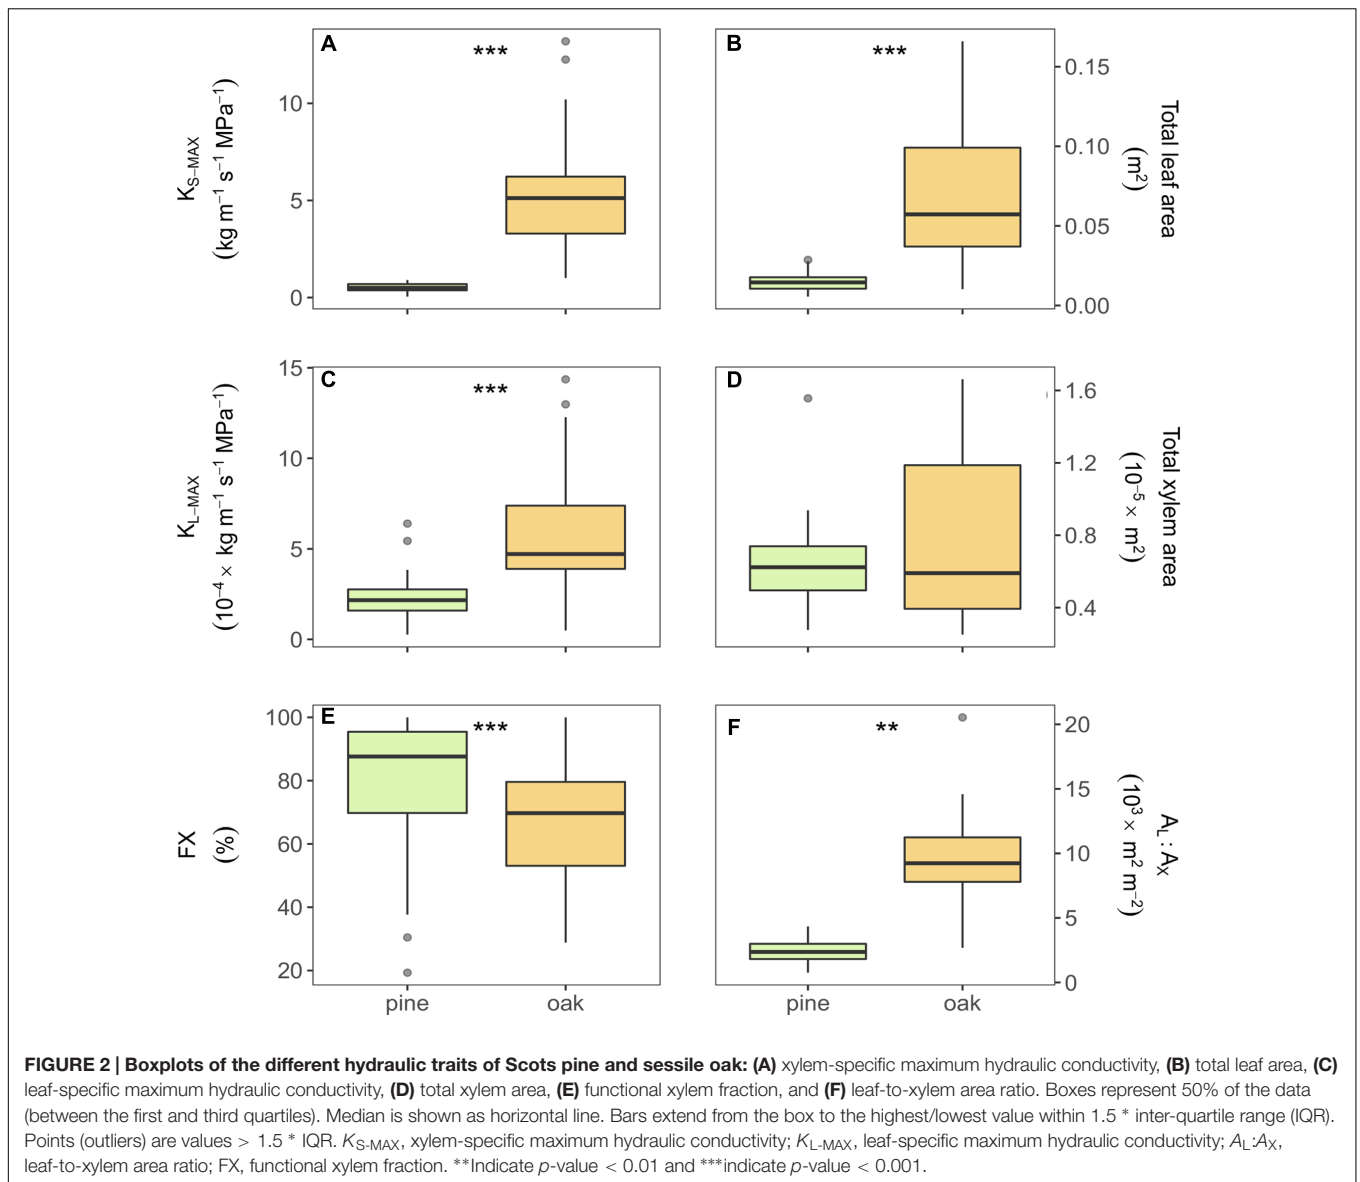 A
***
K_S–MAX
(kg m⁻¹ s⁻¹ MPa⁻¹)
10
5
0
B
***
0.15
0.10
0.05
0.00
Total leaf area
(m²)
C
***
K_L–MAX
(10⁻⁴ × kg m⁻¹ s⁻¹ MPa⁻¹)
15
10
5
0
D
1.6
1.2
0.8
0.4
Total xylem area
(10⁻⁵ × m²)
E
***
FX
(%)
100
80
60
40
20
pine
oak
F
**
20
15
10
5
0
A_L : A_X
(10³ × m² m⁻²)
pine
oak
FIGURE 2 | Boxplots of the different hydraulic traits of Scots pine and sessile oak: (A) xylem-specific maximum hydraulic conductivity, (B) total leaf area, (C)
leaf-specific maximum hydraulic conductivity, (D) total xylem area, (E) functional xylem fraction, and (F) leaf-to-xylem area ratio. Boxes represent 50% of the data
(between the first and third quartiles). Median is shown as horizontal line. Bars extend from the box to the highest/lowest value within 1.5 * inter-quartile range (IQR).
Points (outliers) are values > 1.5 * IQR. K_S-MAX, xylem-specific maximum hydraulic conductivity; K_L-MAX, leaf-specific maximum hydraulic conductivity; A_L:A_X,
leaf-to-xylem area ratio; FX, functional xylem fraction. **Indicate p-value < 0.01 and ***indicate p-value < 0.001.